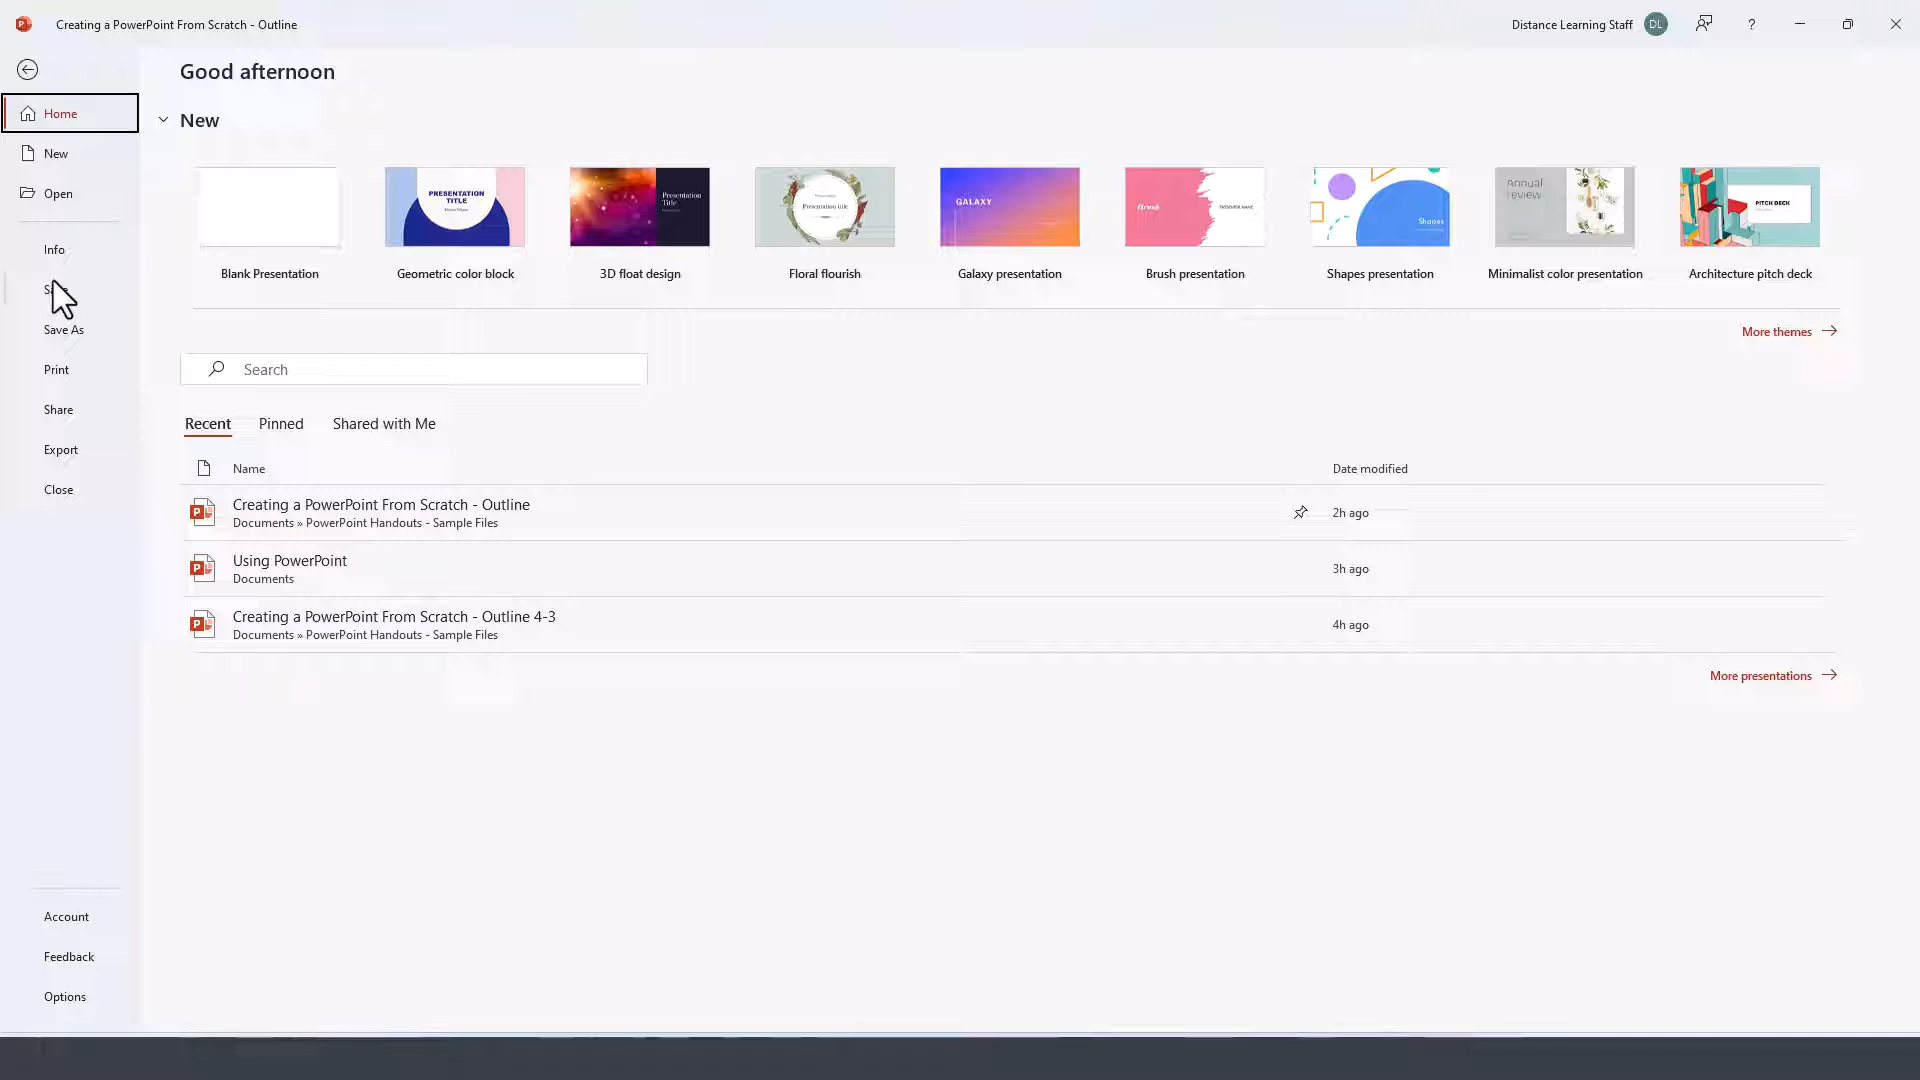 Creating a PowerPoint From Scratch - Outline
Distance Learning Staff DL ?
Good afternoon
Home
New
New
Open
Info
Save As
Print
Share
Export
Close
Account
Feedback
Options
PRESENTATION
TITLE
Presentation
Title
Presentation title
GALAXY
Brush
PRESENTER NAME
Shapes
Annual
review
PITCH DECK
Blank Presentation
Geometric color block
3D float design
Floral flourish
Galaxy presentation
Brush presentation
Shapes presentation
Minimalist color presentation
Architecture pitch deck
More themes
Search
Recent Pinned Shared with Me
Name Date modified
Creating a PowerPoint From Scratch - Outline
Documents » PowerPoint Handouts - Sample Files
2h ago
Using PowerPoint
Documents
3h ago
Creating a PowerPoint From Scratch - Outline 4-3
Documents » PowerPoint Handouts - Sample Files
4h ago
More presentations